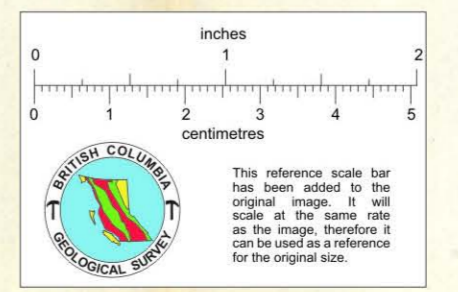 inches
0 1 2
0 1 2 3 4 5
centimetres
BRITISH COLUMBIA
GEOLOGICAL SURVEY
This reference scale bar
has been added to the
original image. It will
scale at the same rate
as the image, therefore it
can be used as a reference
for the original size.